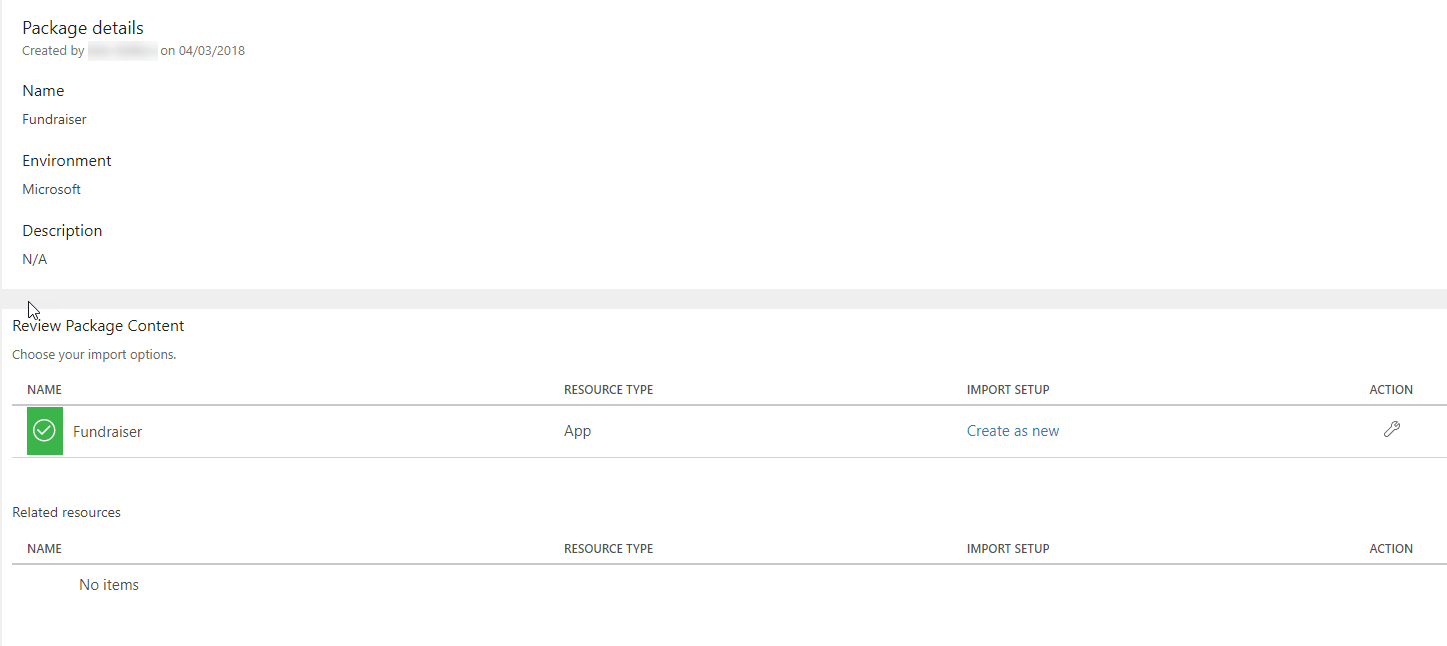 Package details
Created by on 04/03/2018
Name
Fundraiser
Environment
Microsoft
Description
N/A
Review Package Content
Choose your import options.
NAME RESOURCE TYPE IMPORT SETUP ACTION
Fundraiser App Create as new
Related resources
NAME RESOURCE TYPE IMPORT SETUP ACTION
No items